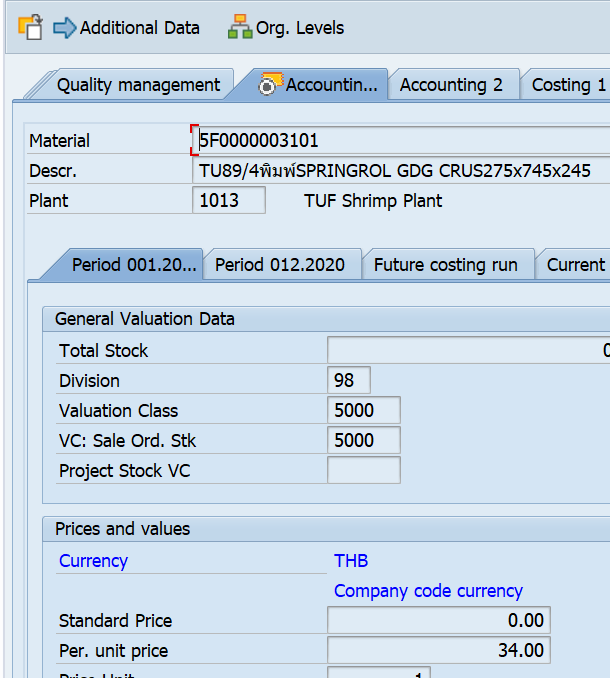 Additional Data Org. Levels
Quality management Accountin... Accounting 2 Costing 1
Material 5F0000003101
Descr. TU89/4พิมพ์SPRINGROL GDG CRUS275x745x245
Plant 1013 TUF Shrimp Plant
Period 001.20... Period 012.2020 Future costing run Current
General Valuation Data
Total Stock 0
Division 98
Valuation Class 5000
VC: Sale Ord. Stk 5000
Project Stock VC
Prices and values
Currency THB
Company code currency
Standard Price 0.00
Per. unit price 34.00
Price Unit 1